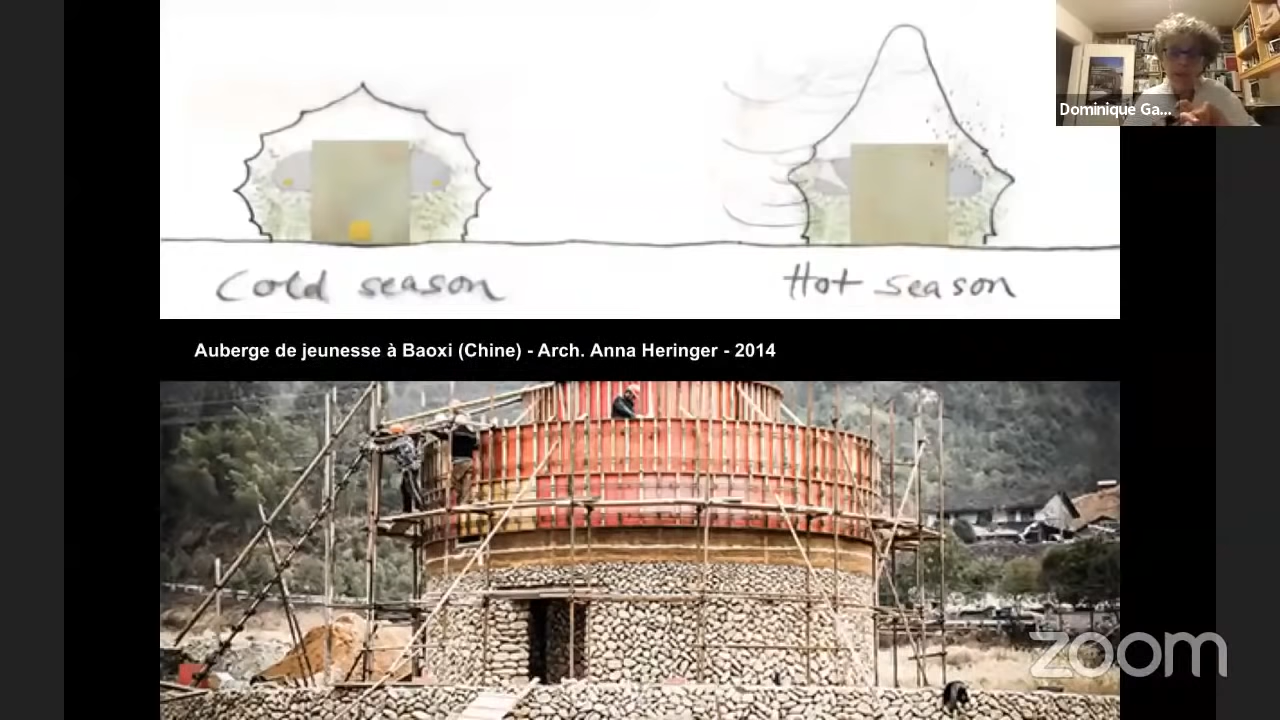 Dominique Ga...
Cold season
Hot season
Auberge de jeunesse à Baoxi (Chine) - Arch. Anna Heringer - 2014
zoom